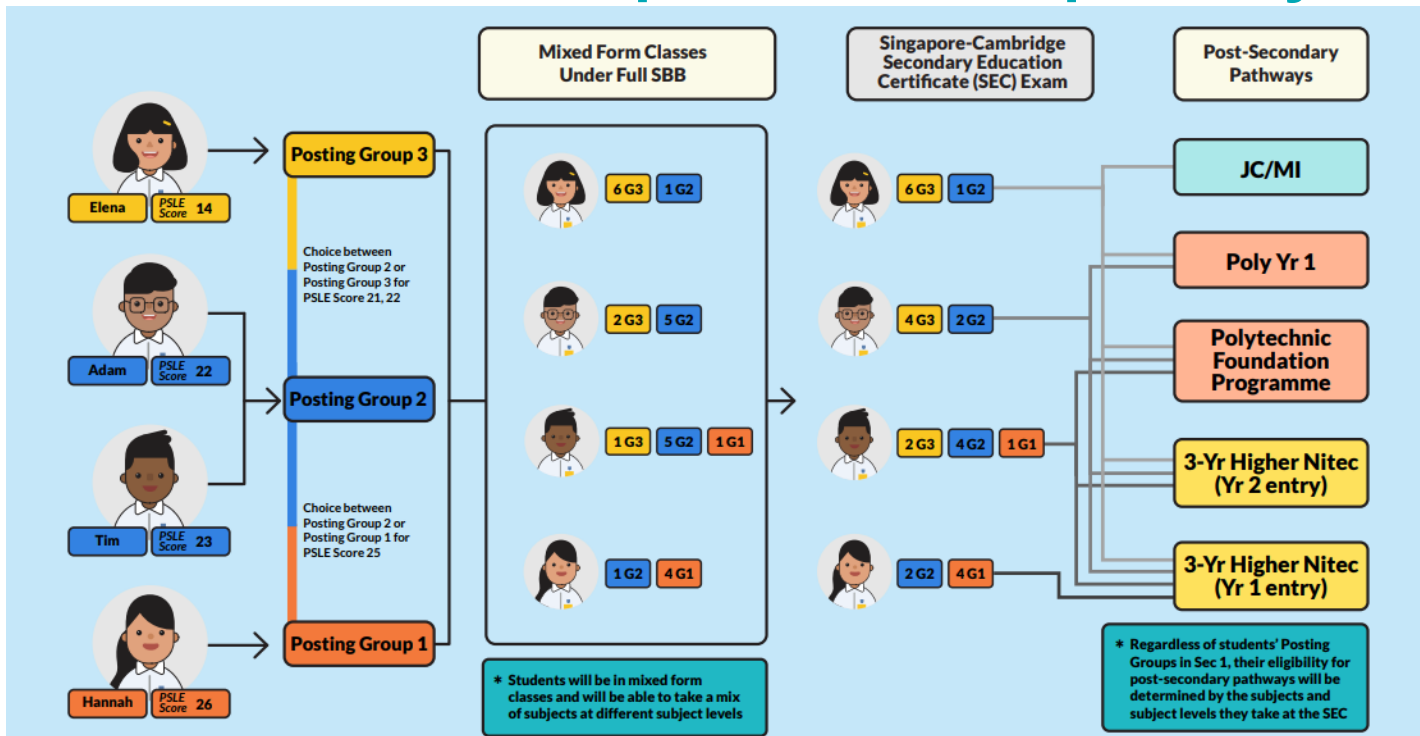 Mixed Form Classes
Under Full SBB
Singapore-Cambridge
Secondary Education
Certificate (SEC) Exam
Post-Secondary
Pathways
Elena
PSLE
Score 14
Adam
PSLE
Score 22
Tim
PSLE
Score 23
Hannah
PSLE
Score 26
Posting Group 3
Choice between
Posting Group 2 or
Posting Group 3 for
PSLE Score 21, 22
Posting Group 2
Choice between
Posting Group 2 or
Posting Group 1 for
PSLE Score 25
Posting Group 1
6 G3 1 G2
2 G3 5 G2
1 G3 5 G2 1 G1
1 G2 4 G1
* Students will be in mixed form
classes and will be able to take a mix
of subjects at different subject levels
6 G3 1 G2
4 G3 2 G2
2 G3 4 G2 1 G1
2 G2 4 G1
JC/MI
Poly Yr 1
Polytechnic
Foundation
Programme
3-Yr Higher Nitec
(Yr 2 entry)
3-Yr Higher Nitec
(Yr 1 entry)
* Regardless of students' Posting
Groups in Sec 1, their eligibility for
post-secondary pathways will be
determined by the subjects and
subject levels they take at the SEC